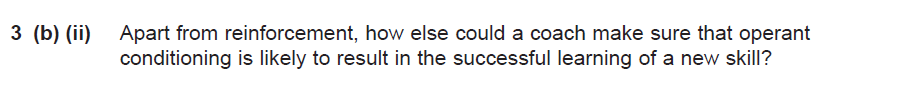 3 (b) (ii) Apart from reinforcement, how else could a coach make sure that operant
conditioning is likely to result in the successful learning of a new skill?